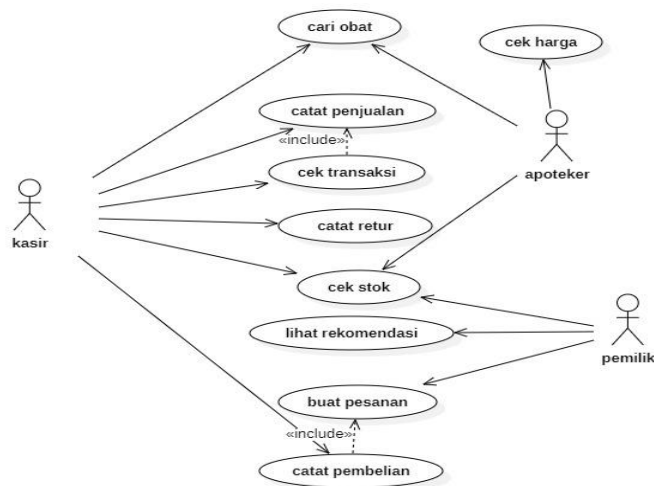 cari obat
cek harga
catat penjualan
«include»
cek transaksi
apoteker
kasir
catat retur
cek stok
lihat rekomendasi
pemilik
buat pesanan
«include»
catat pembelian